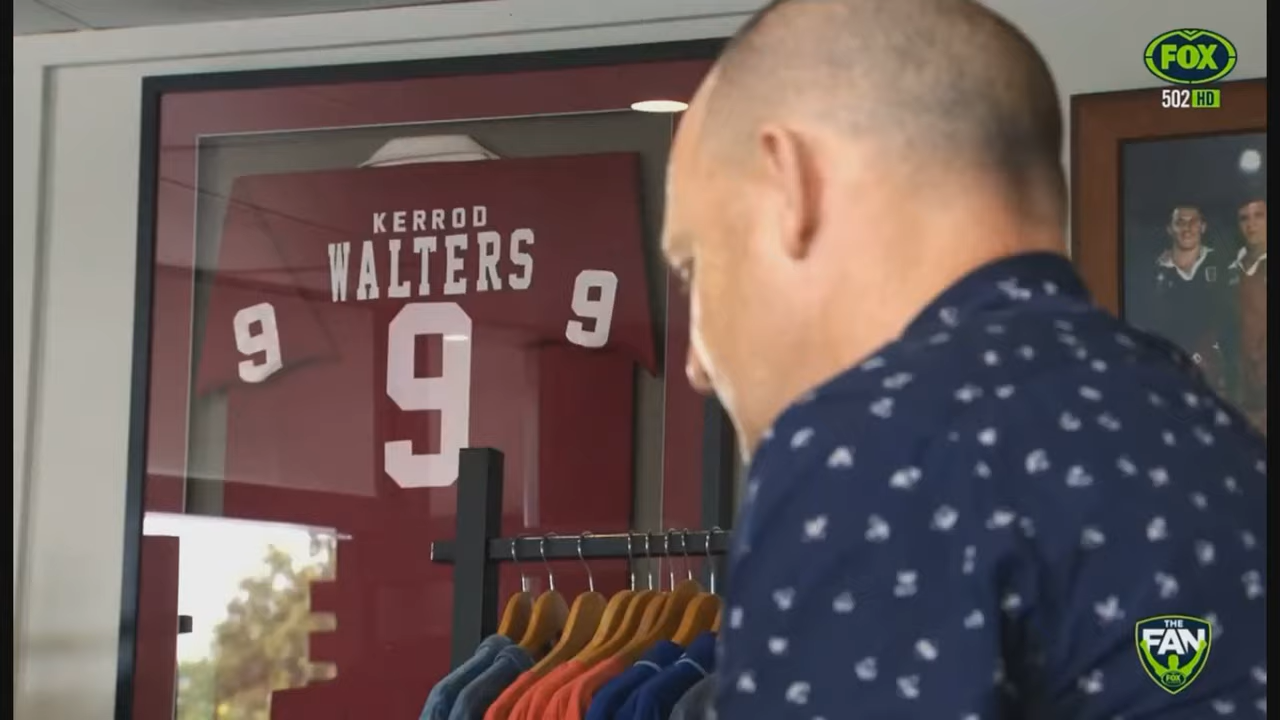 FOX
502 HD
KERROD
WALTERS
9
9
9
THE
FAN
FOX